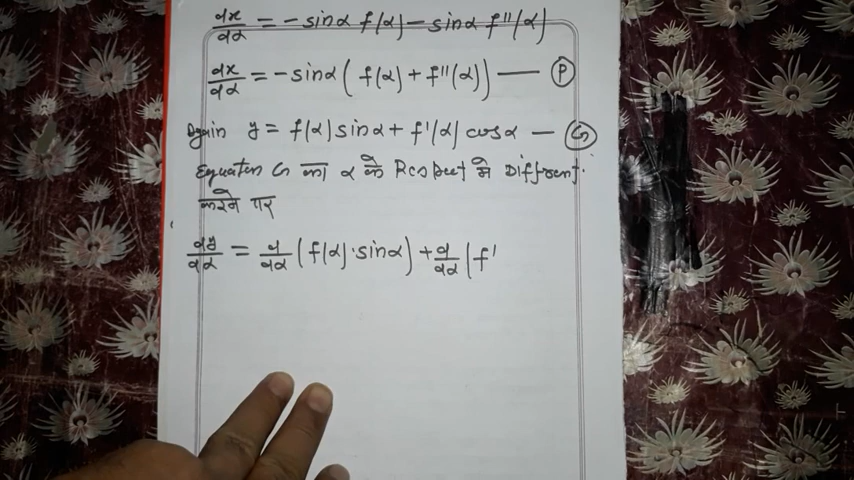 dx/dα = - sinα f(α) - sinα f''(α)
dx/dα = - sinα ( f(α) + f''(α)) — (P)
Again y = f(α) sinα + f'(α) cosα — (G)
Equation G का α के Respect मे Different.
करने पर
dy/dα = d/dα (f(α)·sinα) + d/dα (f'